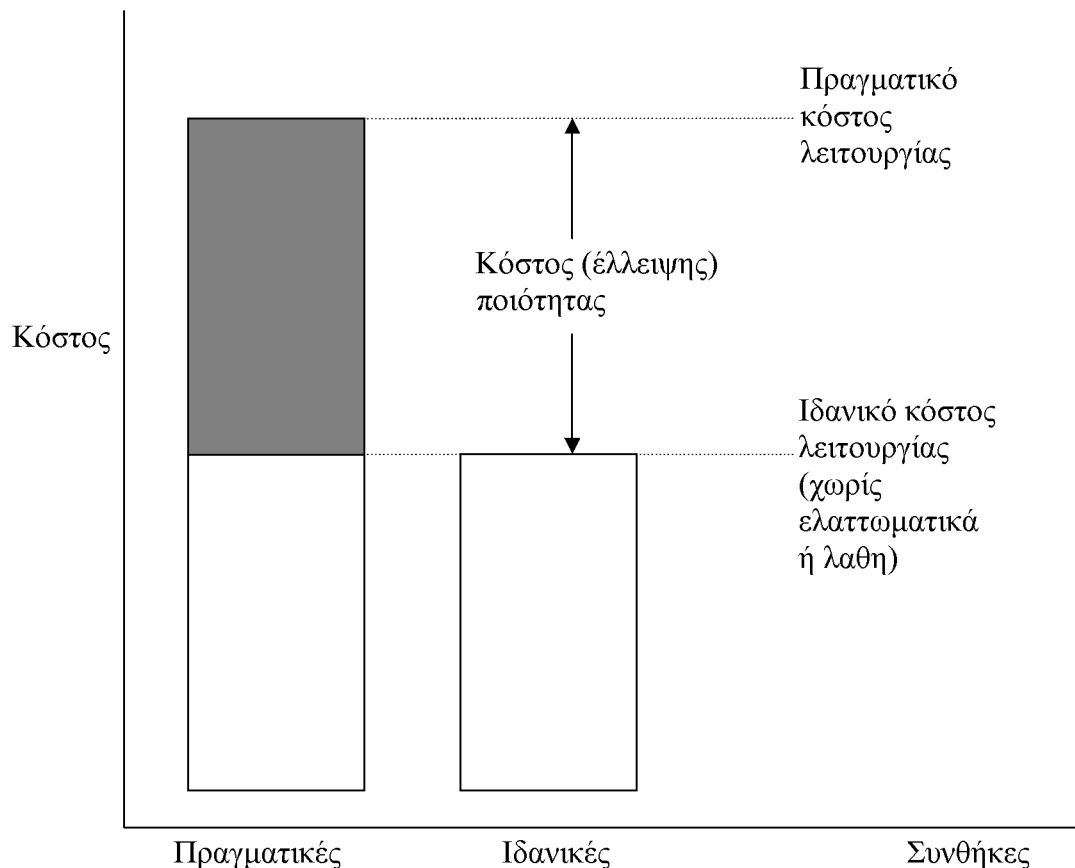 Πραγματικό
κόστος
λειτουργίας
Κόστος (έλλειψης)
ποιότητας
Κόστος
Ιδανικό κόστος
λειτουργίας
(χωρίς
ελαττωματικά
ή λαθη)
Πραγματικές
Ιδανικές
Συνθήκες